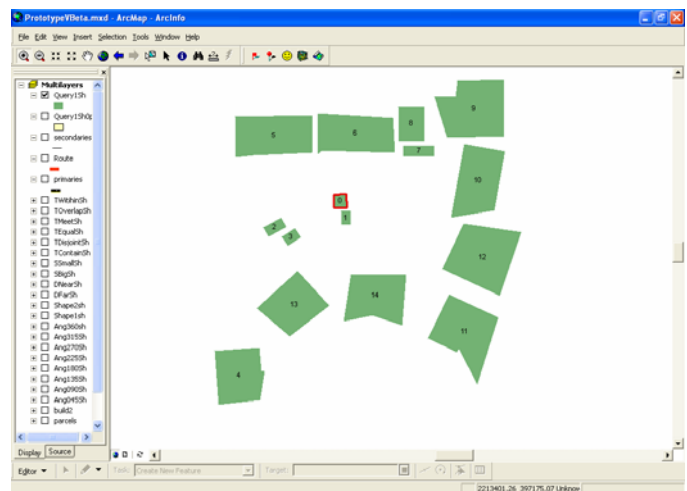 PrototypeVBeta.mxd - ArcMap - ArcInfo
File Edit View Insert Selection Tools Window Help
Multilayers
Query1Sh
Query1Sh0p
secondaries
Route
primaries
TWithinSh
TOverlapSh
TMeetSh
TEqualSh
TDisjointSh
TContainSh
SSmallSh
SBigSh
DNearSh
DFarSh
Shape2sh
Shape1sh
Ang360sh
Ang315Sh
Ang270Sh
Ang225Sh
Ang180Sh
Ang135Sh
Ang090Sh
Ang045Sh
build2
parcels
Display Source
9
8
5
6
7
10
0
1
2
3
12
13
14
11
4
Editor Task: Create New Feature Target:
2213401.26 397175.07 Unknow